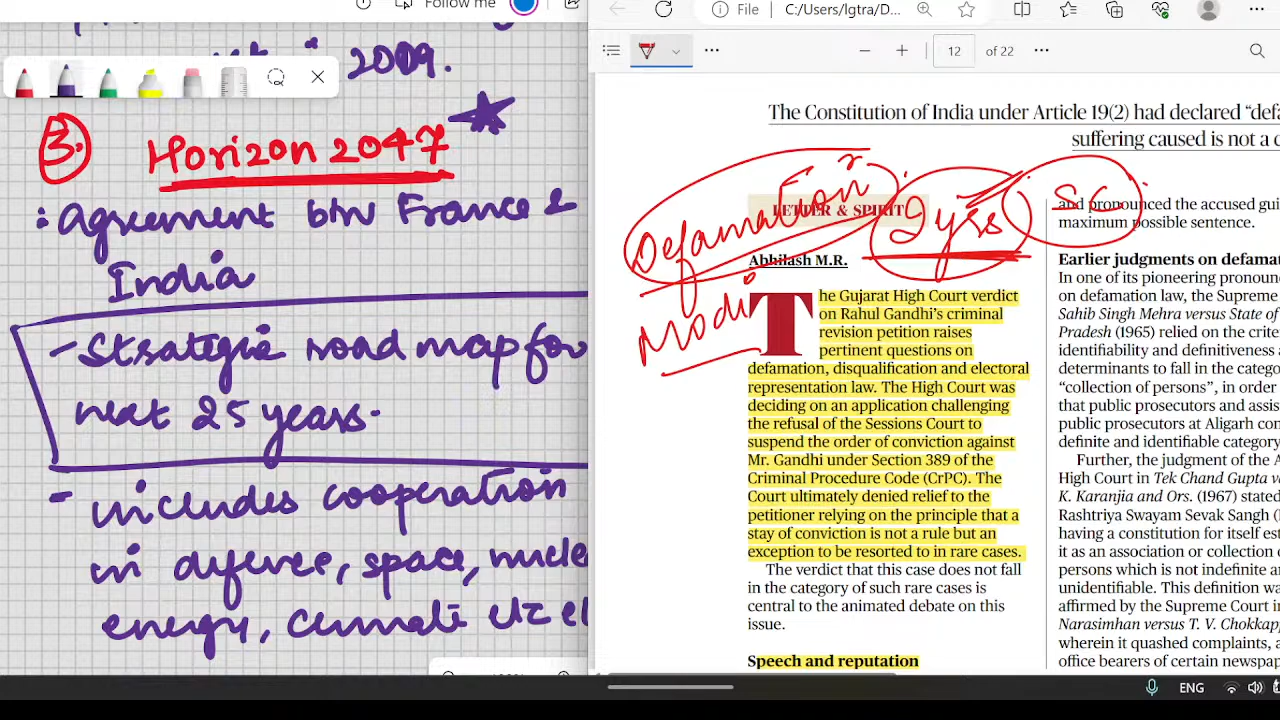 Follow me
2009.
3. Horizon 2047
: Agreement btw France &
India
- Strategic road map for
next 25 years.
- includes cooperation
in defence, space, nucle
energy, climate etc
File
C:/Users/lgtra/D...
12 of 22
The Constitution of India under Article 19(2) had declared “defa
suffering caused is not a c
LETTER & SPIRIT
Defamation
2 yrs
SC
Modi
Abhilash M.R.
The Gujarat High Court verdict
on Rahul Gandhi’s criminal
revision petition raises
pertinent questions on
defamation, disqualification and electoral
representation law. The High Court was
deciding on an application challenging
the refusal of the Sessions Court to
suspend the order of conviction against
Mr. Gandhi under Section 389 of the
Criminal Procedure Code (CrPC). The
Court ultimately denied relief to the
petitioner relying on the principle that a
stay of conviction is not a rule but an
exception to be resorted to in rare cases.
The verdict that this case does not fall
in the category of such rare cases is
central to the animated debate on this
issue.
Speech and reputation
and pronounced the accused gui
maximum possible sentence.
Earlier judgments on defama
In one of its pioneering pronoun
on defamation law, the Supreme
Sahib Singh Mehra versus State of
Pradesh (1965) relied on the crite
identifiability and definitiveness a
determinants to fall in the catego
“collection of persons”, in order
that public prosecutors and assis
public prosecutors at Aligarh con
definite and identifiable category
Further, the judgment of the A
High Court in Tek Chand Gupta v
K. Karanjia and Ors. (1967) stated
Rashtriya Swayam Sevak Sangh (
having a constitution for itself est
it as an association or collection
persons which is not indefinite an
unidentifiable. This definition wa
affirmed by the Supreme Court i
Narasimhan versus T. V. Chokkap
wherein it quashed complaints, a
office bearers of certain newspa
ENG